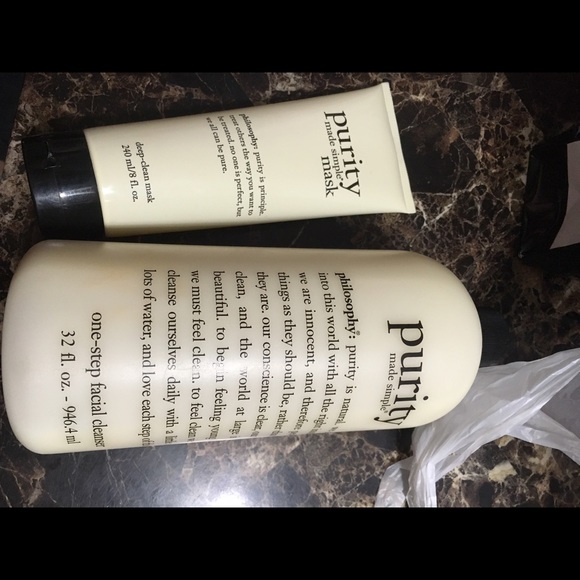 purity
made simple®
mask
philosophy: purity is principle.
treat others the way you want to
be treated. no one is perfect, but
we all can be pure.
deep-clean mask
240 ml/8 fl. oz.
purity
made simple®
philosophy®: purity is natural.
into this world with all the right
we are innocent, and therefore
things as they should be, rather
they are. our conscience is clear
clean, and the world at large
beautiful. to begin feeling
we must feel clean. to feel clean
cleanse ourselves daily with a
lots of water, and love each step
one-step facial cleanser
32 fl. oz. - 946.4 ml